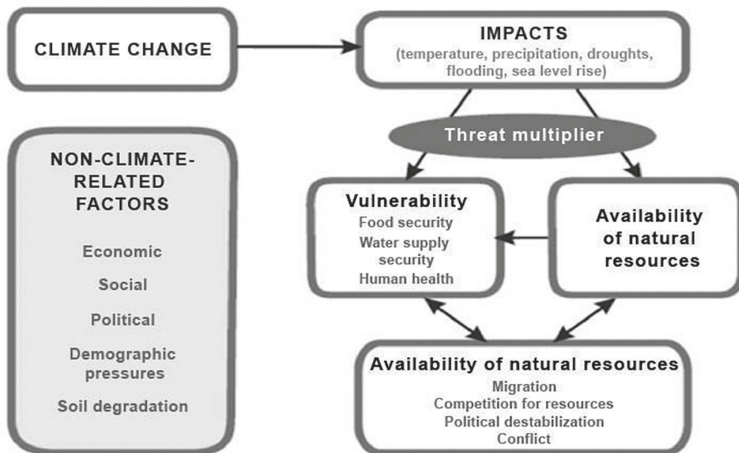 CLIMATE CHANGE
IMPACTS
(temperature, precipitation, droughts,
flooding, sea level rise)
Threat multiplier
NON-CLIMATE-
RELATED
FACTORS
Economic
Social
Political
Demographic
pressures
Soil degradation
Vulnerability
Food security
Water supply
security
Human health
Availability
of natural
resources
Availability of natural resources
Migration
Competition for resources
Political destabilization
Conflict